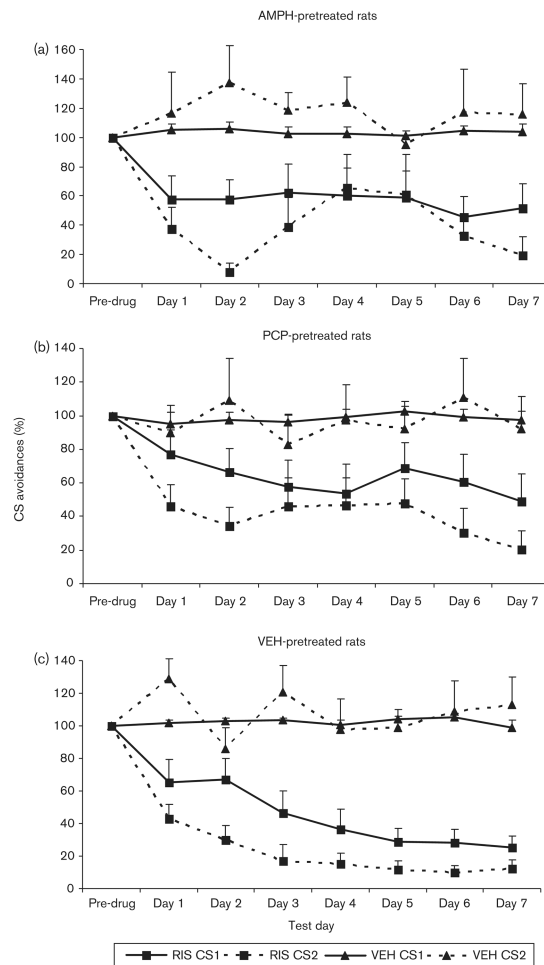 AMPH-pretreated rats
(a)
160
140
120
100
80
60
40
20
0
Pre-drug Day 1 Day 2 Day 3 Day 4 Day 5 Day 6 Day 7
PCP-pretreated rats
(b)
140
120
100
80
60
40
20
0
Pre-drug Day 1 Day 2 Day 3 Day 4 Day 5 Day 6 Day 7
CS avoidances (%)
VEH-pretreated rats
(c)
140
120
100
80
60
40
20
0
Pre-drug Day 1 Day 2 Day 3 Day 4 Day 5 Day 6 Day 7
Test day
RIS CS1 RIS CS2 VEH CS1 VEH CS2